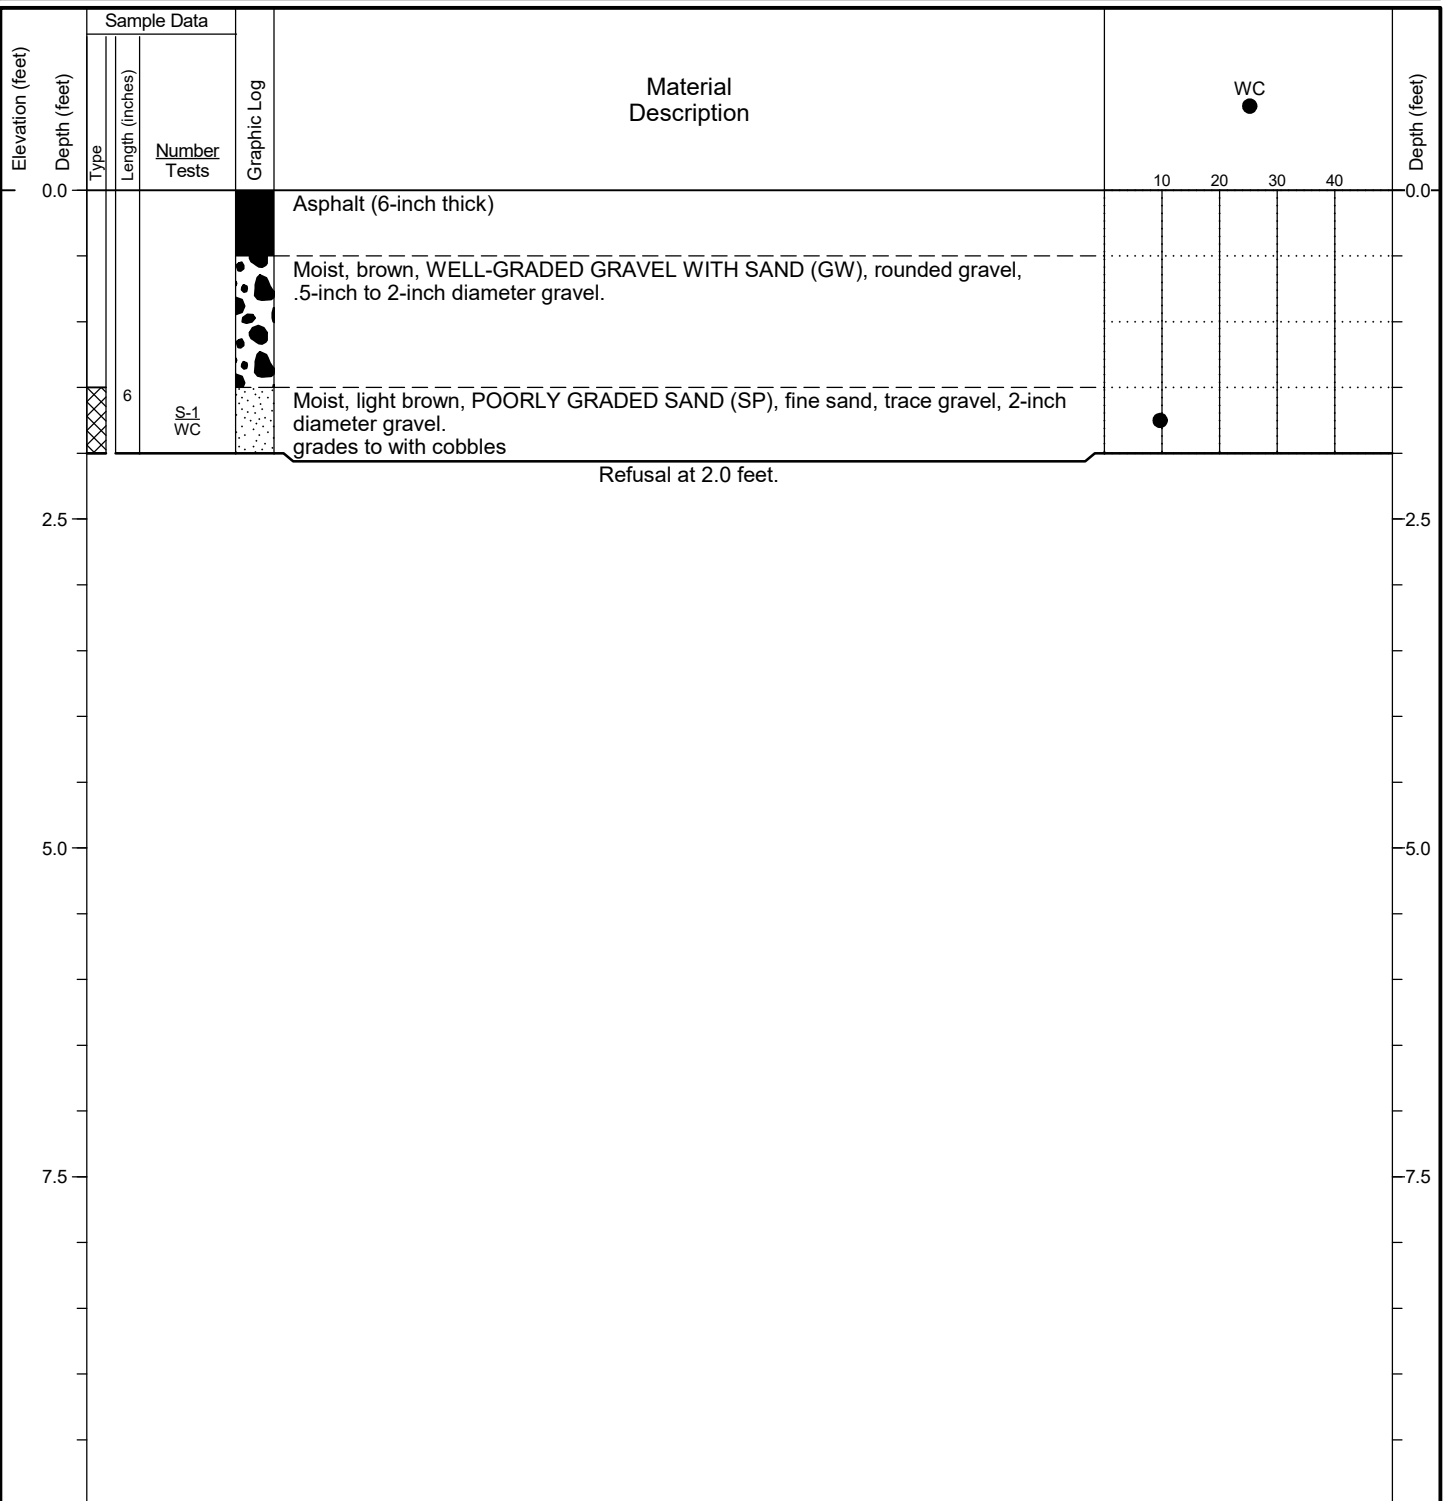 Sample Data
Elevation (feet)
Depth (feet)
Type
Length (inches)
Number
Tests
Graphic Log
Material
Description
WC
Depth (feet)
10 20 30 40
0.0
0.0
Asphalt (6-inch thick)
Moist, brown, WELL-GRADED GRAVEL WITH SAND (GW), rounded gravel,
.5-inch to 2-inch diameter gravel.
6
S-1
WC
Moist, light brown, POORLY GRADED SAND (SP), fine sand, trace gravel, 2-inch
diameter gravel.
grades to with cobbles
Refusal at 2.0 feet.
2.5
2.5
5.0
5.0
7.5
7.5